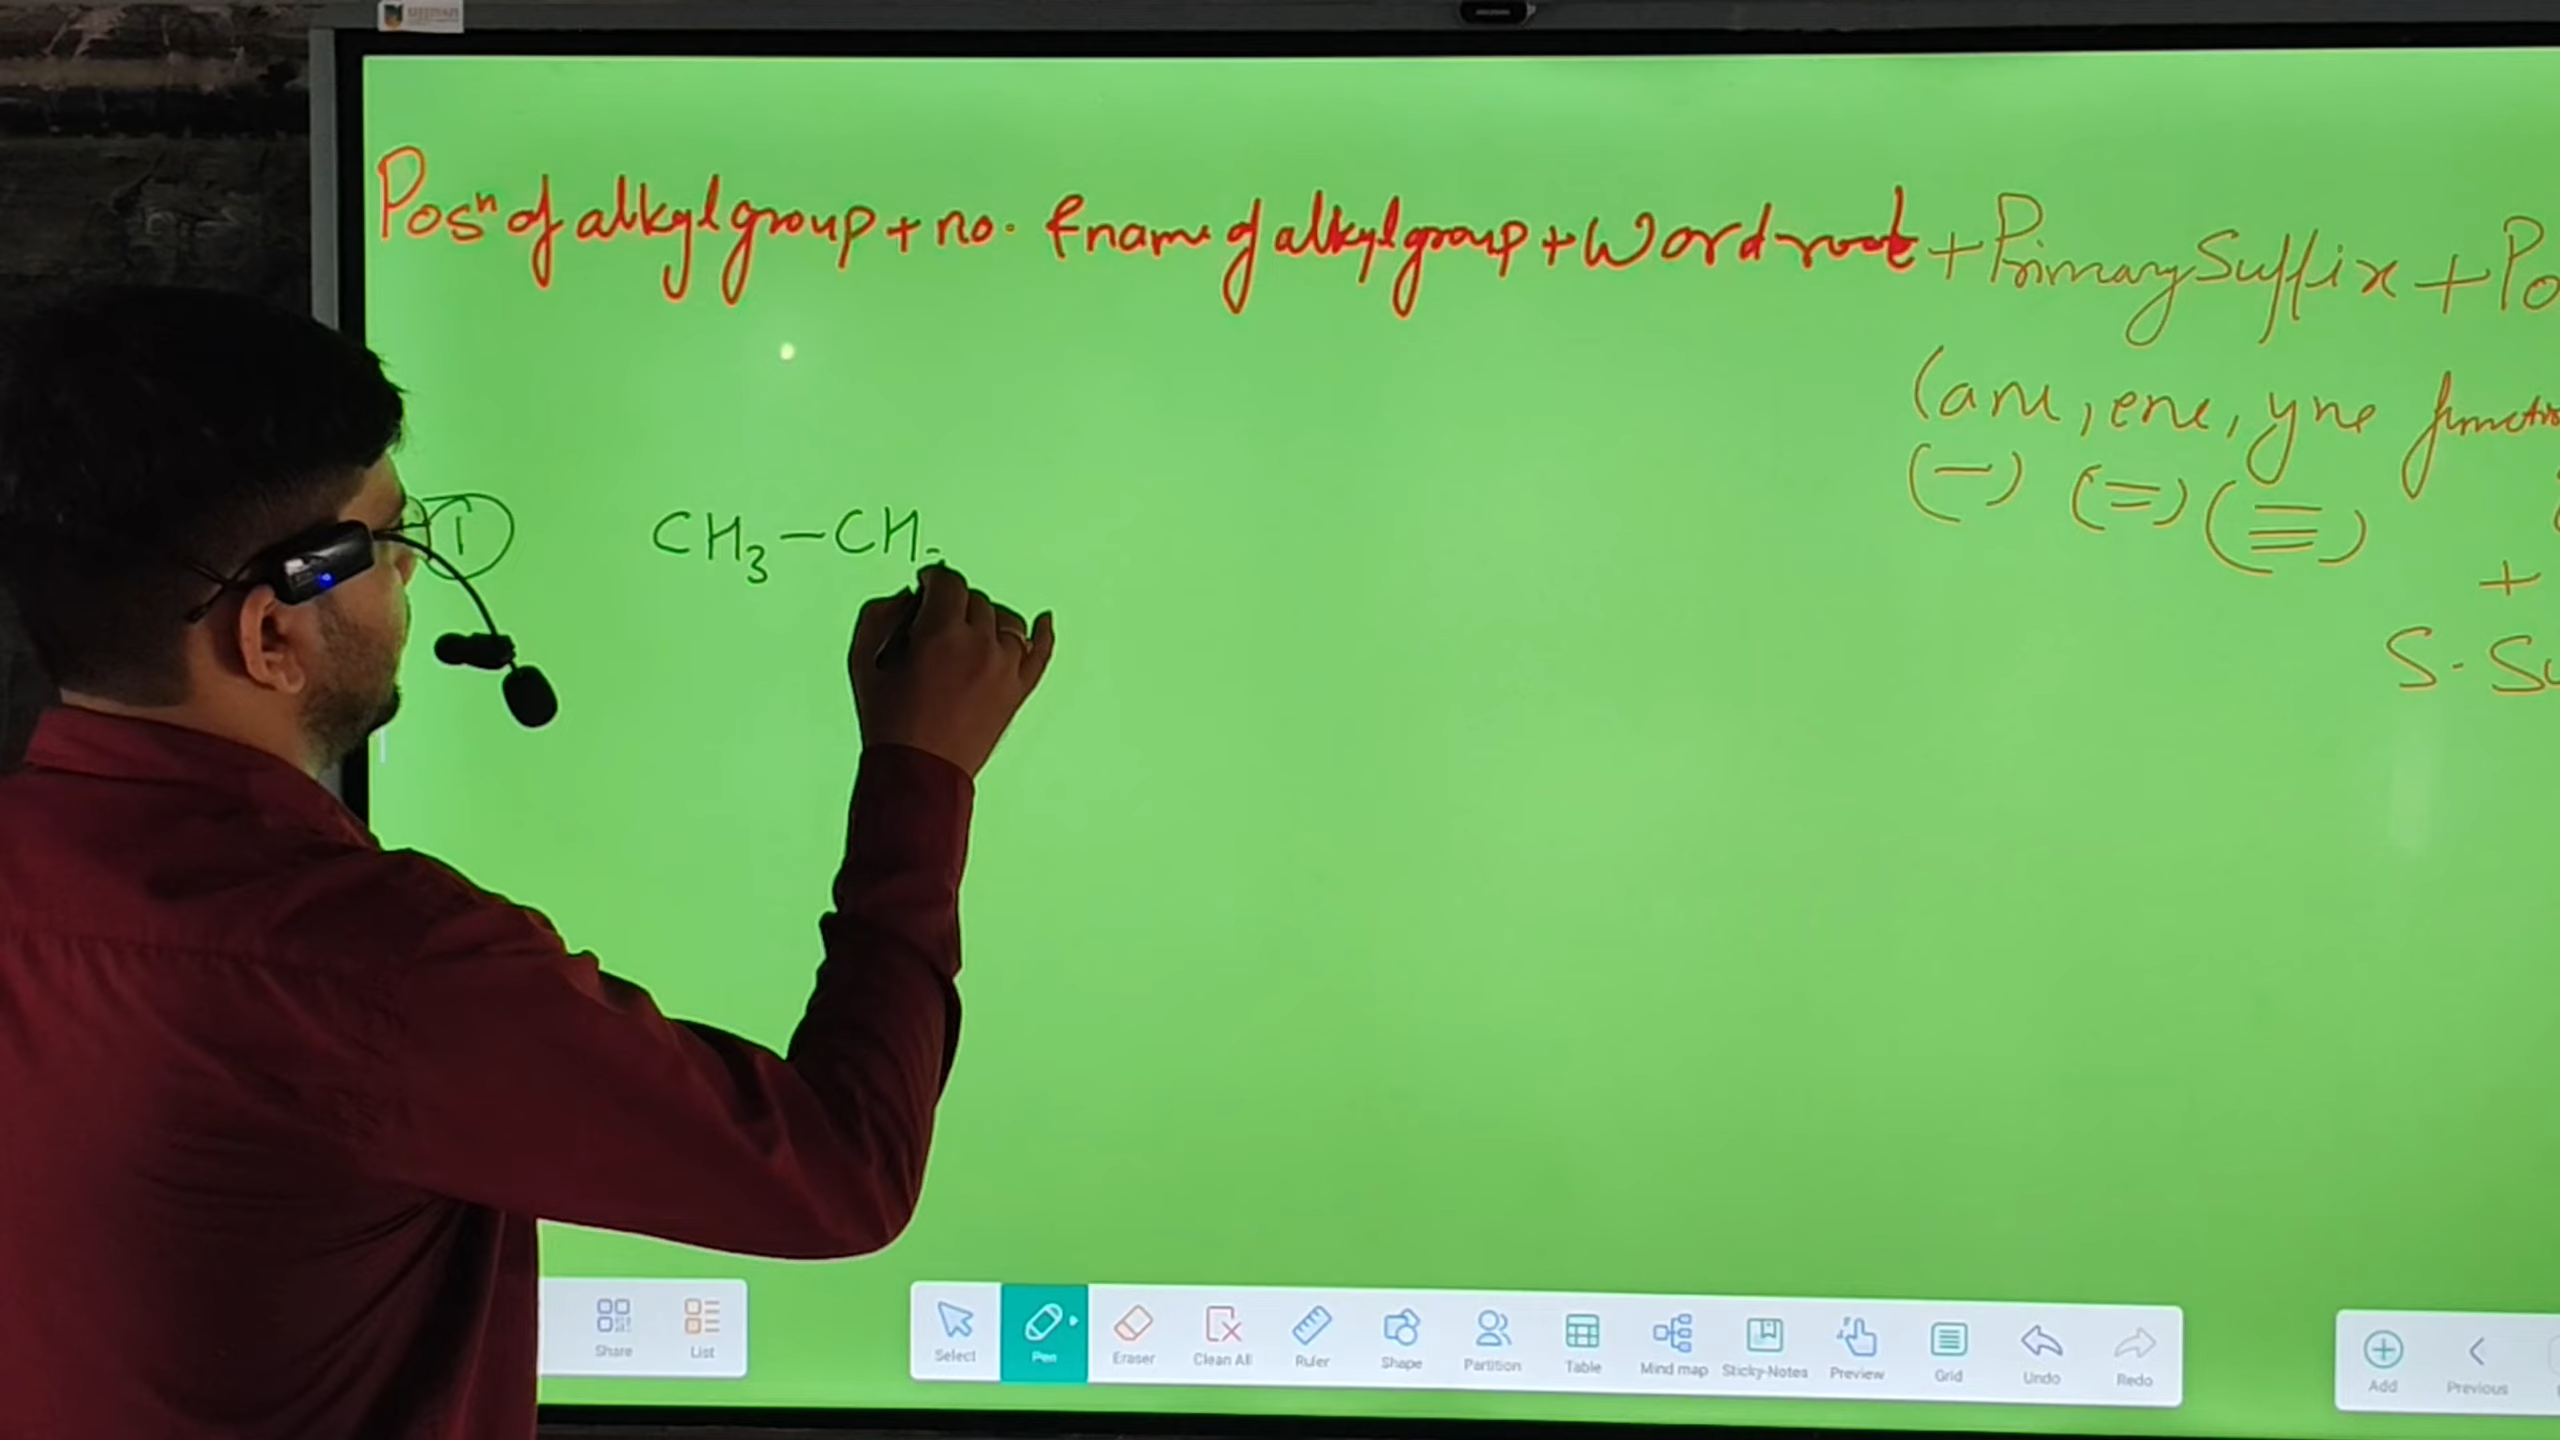 Posⁿ of alkyl group + no. & name of alkyl group + Word root + Primary Suffix + Po
(ane, ene, yne functio
(−) (=) (≡)
+
S. Su
① CH₃−CH
Share List Select Pen Eraser Clean All Ruler Shape Partition Table Mind map Sticky-Notes Preview Grid Undo Redo Add Previous